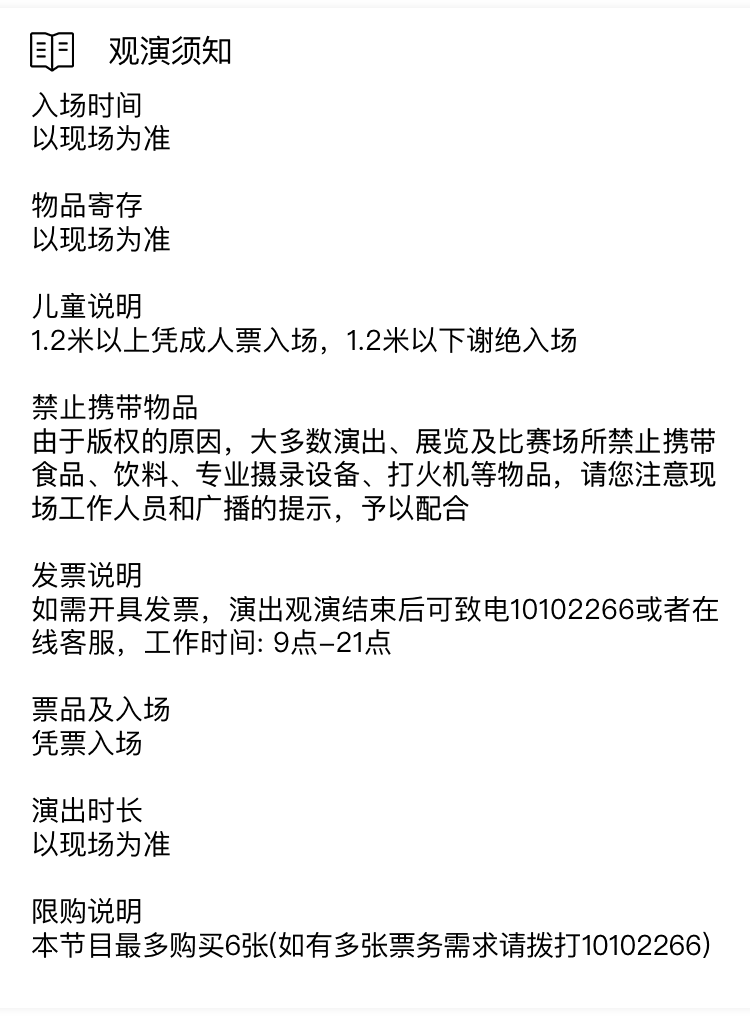 观演须知
入场时间
以现场为准
物品寄存
以现场为准
儿童说明
1.2米以上凭成人票入场，1.2米以下谢绝入场
禁止携带物品
由于版权的原因，大多数演出、展览及比赛场所禁止携带
食品、饮料、专业摄录设备、打火机等物品，请您注意现
场工作人员和广播的提示，予以配合
发票说明
如需开具发票，演出观演结束后可致电10102266或者在
线客服，工作时间: 9点–21点
票品及入场
凭票入场
演出时长
以现场为准
限购说明
本节目最多购买6张(如有多张票务需求请拨打10102266)